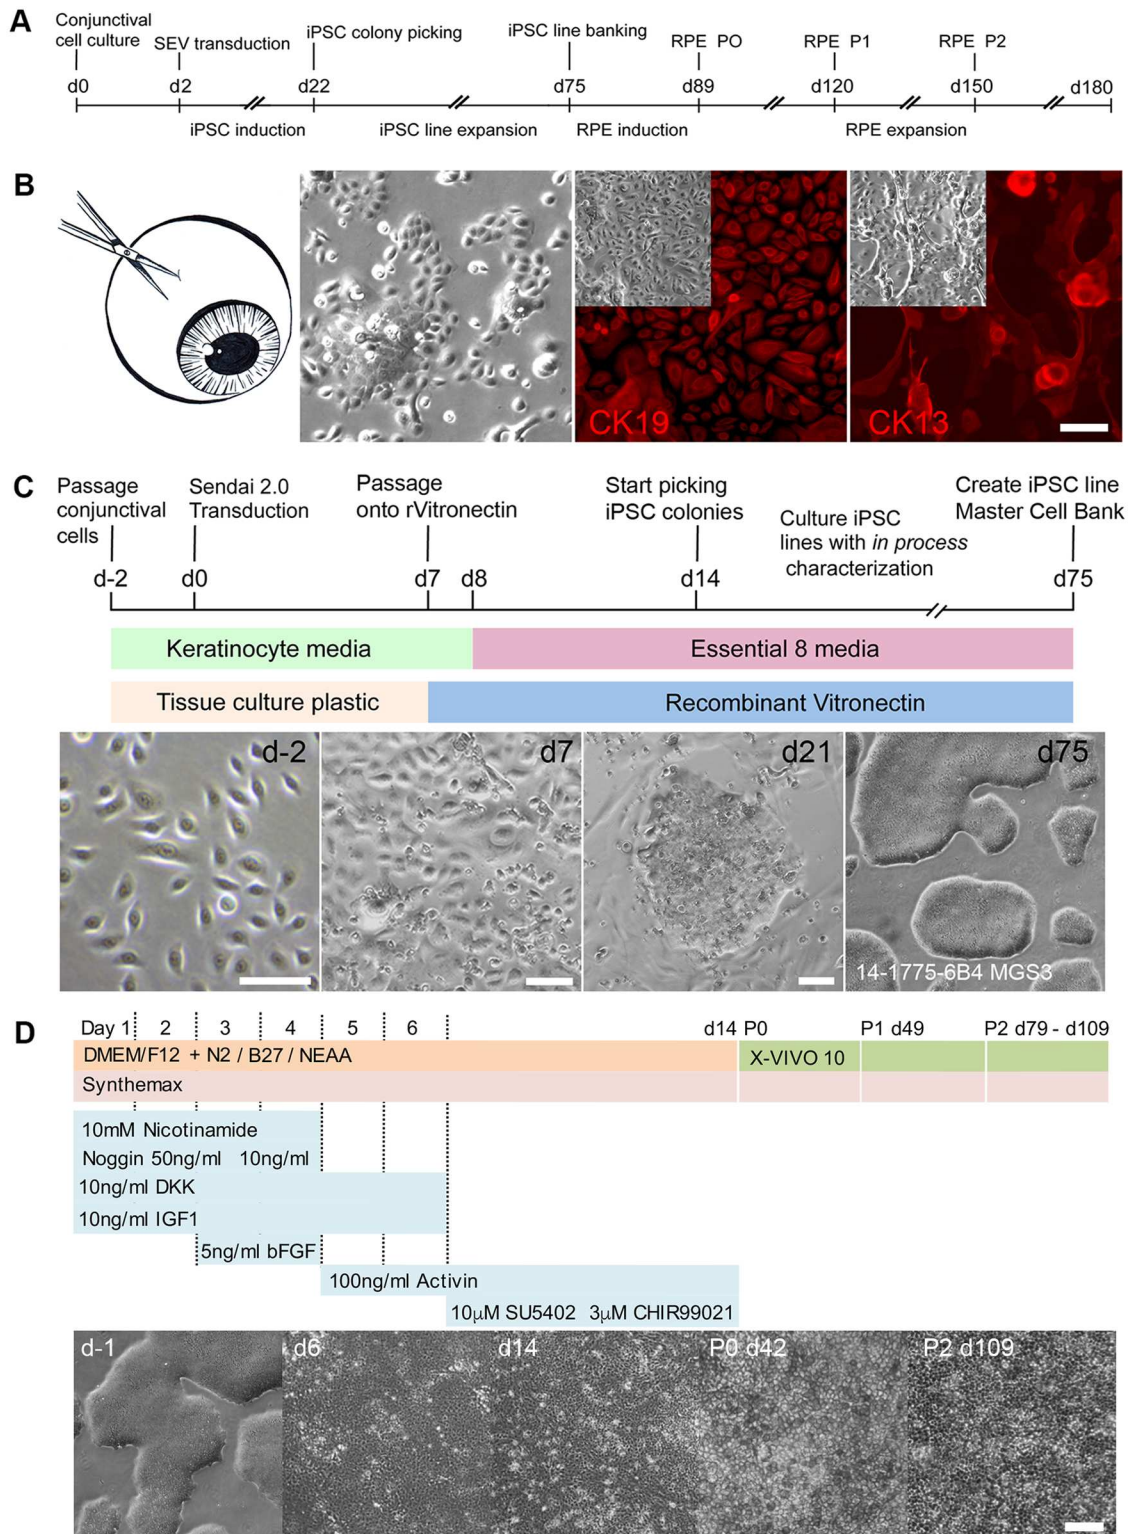 A
Conjunctival
cell culture
SEV transduction
iPSC colony picking
iPSC line banking
RPE PO
RPE P1
RPE P2
d0
d2
d22
d75
d89
d120
d150
d180
iPSC induction
iPSC line expansion
RPE induction
RPE expansion
B
CK19
CK13
C
Passage
conjunctival
cells
Sendai 2.0
Transduction
Passage
onto rVitronectin
Start picking
iPSC colonies
Culture iPSC
lines with in process
characterization
Create iPSC line
Master Cell Bank
d-2
d0
d7
d8
d14
d75
Keratinocyte media
Essential 8 media
Tissue culture plastic
Recombinant Vitronectin
d-2
d7
d21
d75
14-1775-6B4 MGS3
D
Day 1 2 3 4 5 6 d14 P0 P1 d49 P2 d79 - d109
DMEM/F12 + N2 / B27 / NEAA
X-VIVO 10
Synthemax
10mM Nicotinamide
Noggin 50ng/ml 10ng/ml
10ng/ml DKK
10ng/ml IGF1
5ng/ml bFGF
100ng/ml Activin
10μM SU5402 3μM CHIR99021
d-1
d6
d14
P0 d42
P2 d109